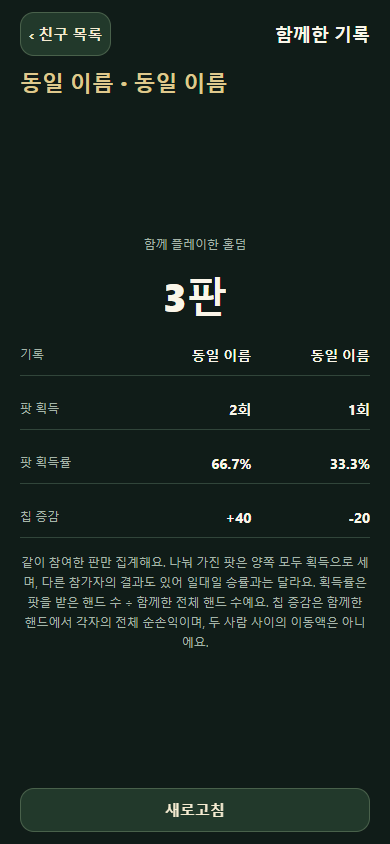 ‹ 친구 목록
함께한 기록
동일 이름 · 동일 이름
함께 플레이한 홀덤
3판
기록 동일 이름 동일 이름
팟 획득 2회 1회
팟 획득률 66.7% 33.3%
칩 증감 +40 -20
같이 참여한 판만 집계해요. 나눠 가진 팟은 양쪽 모두 획득으로 세
며, 다른 참가자의 결과도 있어 일대일 승률과는 달라요. 획득률은
팟을 받은 핸드 수 ÷ 함께한 전체 핸드 수예요. 칩 증감은 함께한
핸드에서 각자의 전체 순손익이며, 두 사람 사이의 이동액은 아니
에요.
새로고침